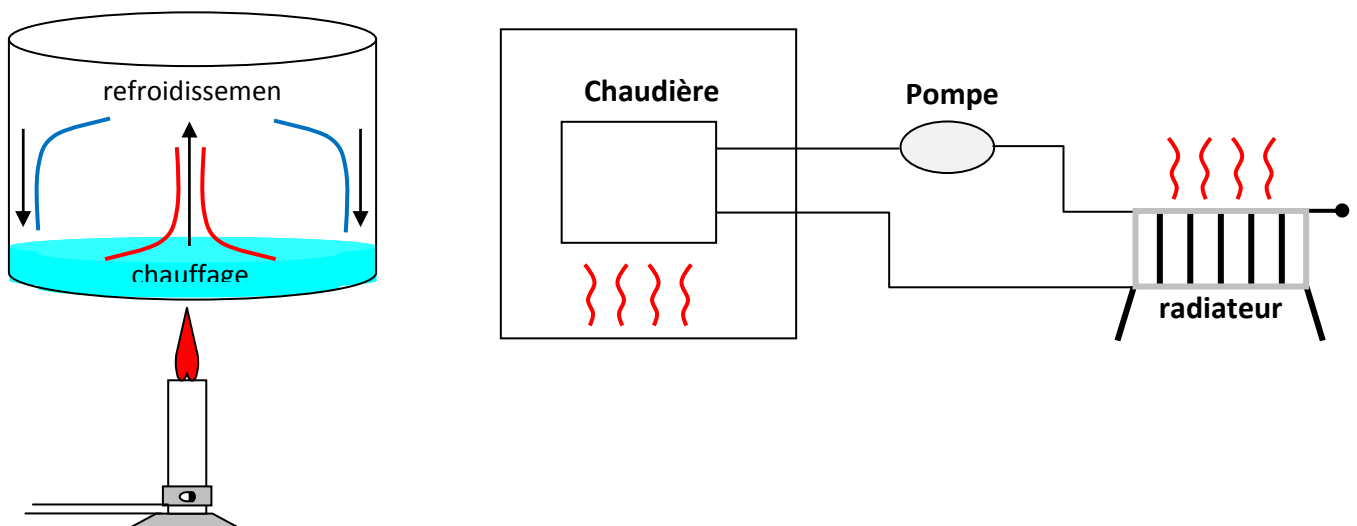 refroidissemen
chauffage
Chaudière
Pompe
radiateur